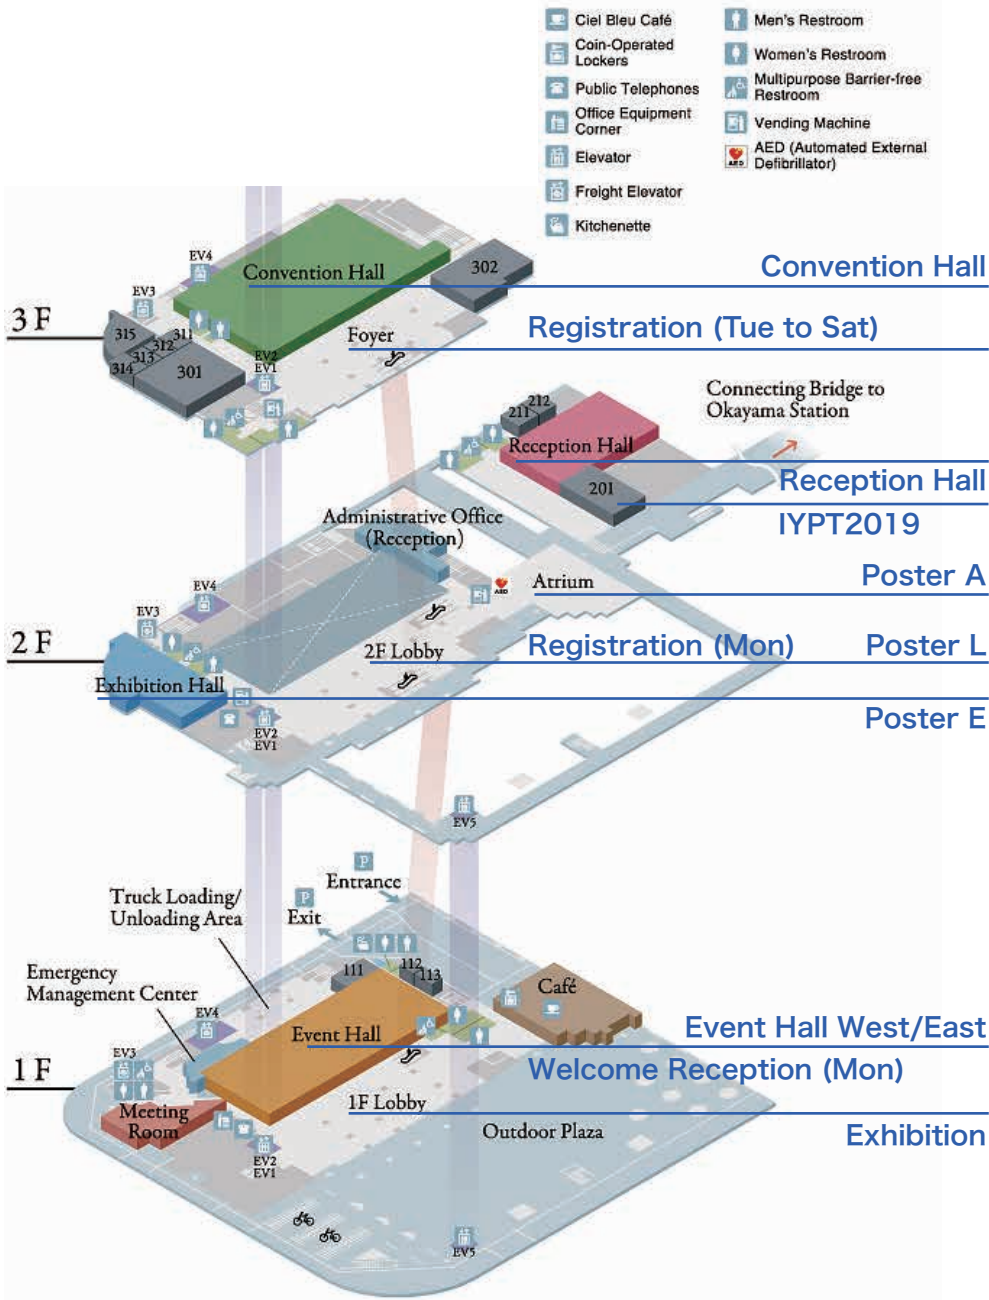 Ciel Bleu Café
Coin-Operated
Lockers
Public Telephones
Office Equipment
Corner
Elevator
Freight Elevator
Kitchenette
Men's Restroom
Women's Restroom
Multipurpose Barrier-free
Restroom
Vending Machine
AED
AED (Automated External
Defibrillator)
3F
EV4
EV3
Convention Hall
302
Convention Hall
315
311
312
313
314
301
Foyer
EV2
EV1
Registration (Tue to Sat)
212
211
Reception Hall
201
Connecting Bridge to
Okayama Station
Reception Hall
IYPT2019
Administrative Office
(Reception)
AED
Atrium
Poster A
2F
EV4
EV3
2F Lobby
Registration (Mon)
Poster L
Exhibition Hall
EV2
EV1
Poster E
EV5
P
Entrance
P
Exit
Truck Loading/
Unloading Area
Emergency
Management Center
111
112
113
Café
EV4
Event Hall
Event Hall West/East
Welcome Reception (Mon)
1F
EV3
Meeting
Room
1F Lobby
Exhibition
Outdoor Plaza
EV2
EV1
EV5